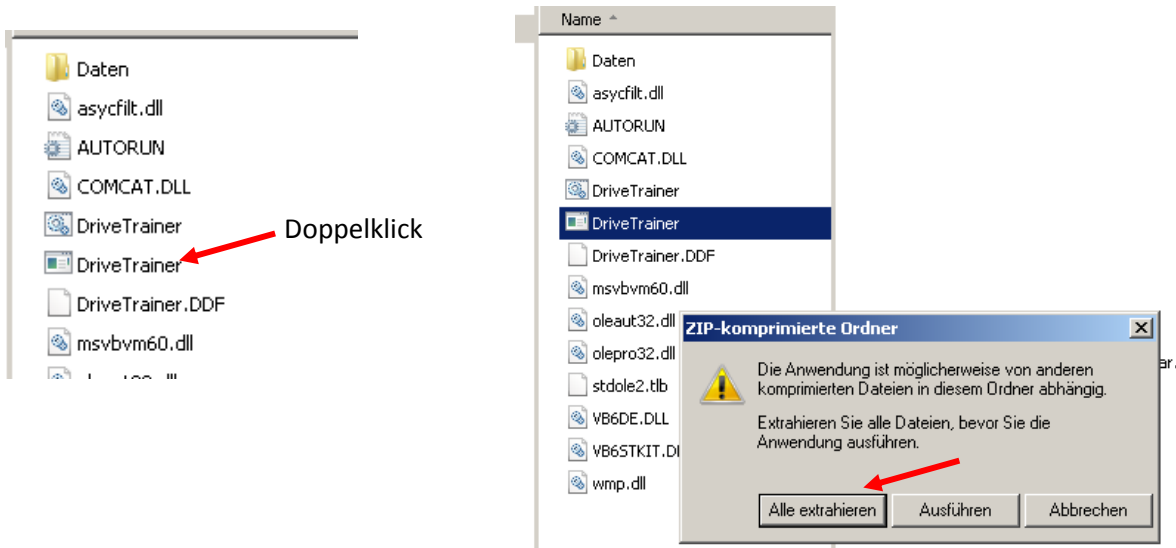 Daten
asycfilt.dll
AUTORUN
COMCAT.DLL
DriveTrainer
DriveTrainer
Doppelklick
DriveTrainer.DDF
msvbvm60.dll
Name
Daten
asycfilt.dll
AUTORUN
COMCAT.DLL
DriveTrainer
DriveTrainer
DriveTrainer.DDF
msvbvm60.dll
oleaut32.dll
olepro32.dll
stdole2.tlb
VB6DE.DLL
VB6STKIT.DL
wmp.dll
ZIP-komprimierte Ordner
Die Anwendung ist möglicherweise von anderen
komprimierten Dateien in diesem Ordner abhängig.
Extrahieren Sie alle Dateien, bevor Sie die
Anwendung ausführen.
Alle extrahieren
Ausführen
Abbrechen